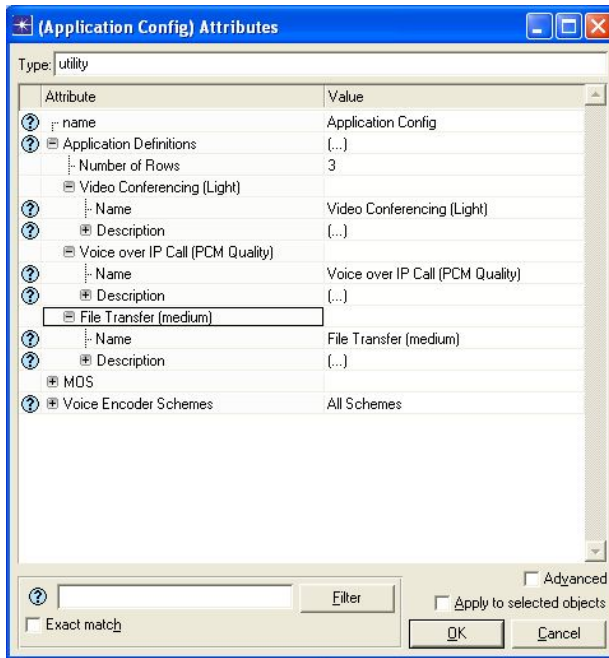 (Application Config) Attributes
Type: utility
Attribute Value
name Application Config
Application Definitions (...)
Number of Rows 3
Video Conferencing (Light)
Name Video Conferencing (Light)
Description (...)
Voice over IP Call (PCM Quality)
Name Voice over IP Call (PCM Quality)
Description (...)
File Transfer (medium)
Name File Transfer (medium)
Description (...)
MOS
Voice Encoder Schemes All Schemes
Advanced
Filter Apply to selected objects
Exact match OK Cancel